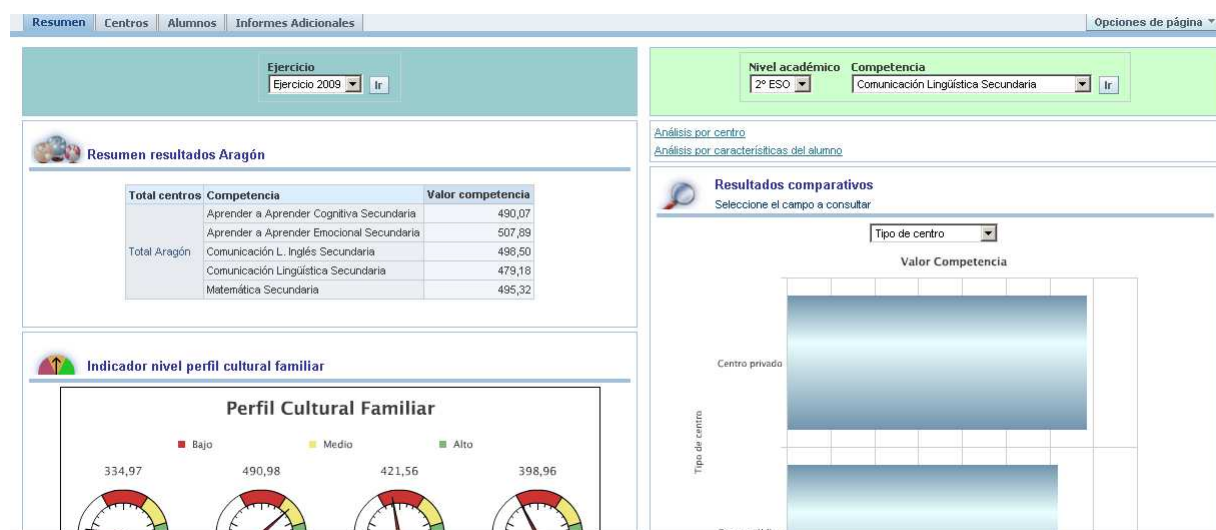 Resumen Centros Alumnos Informes Adicionales Opciones de página
Ejercicio
Ejercicio 2009 Ir
Nivel académico Competencia
2º ESO Comunicación Lingüística Secundaria Ir
Resumen resultados Aragón
Total centros Competencia Valor competencia
Total Aragón
Aprender a Aprender Cognitiva Secundaria 490,07
Aprender a Aprender Emocional Secundaria 507,89
Comunicación L. Inglés Secundaria 498,50
Comunicación Lingüística Secundaria 479,18
Matemática Secundaria 495,32
Indicador nivel perfil cultural familiar
Perfil Cultural Familiar
Bajo Medio Alto
334,97 490,98 421,56 398,96
Análisis por centro
Análisis por caracterísiticas del alumno
Resultados comparativos
Seleccione el campo a consultar
Tipo de centro
Valor Competencia
Centro privado
Tipo de centro